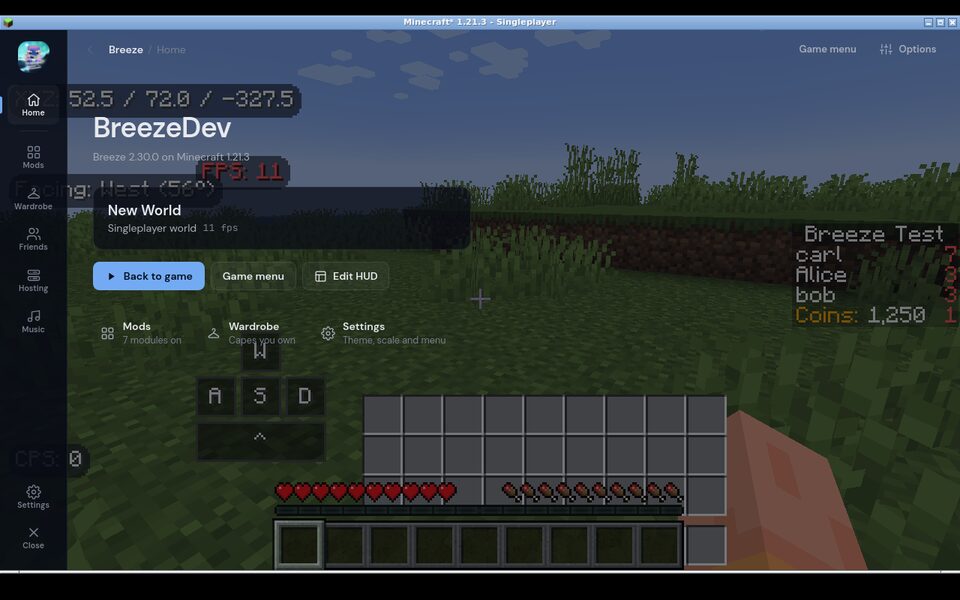 Minecraft* 1.21.3 - Singleplayer
Breeze / Home
Game menu
Options
52.5 / 72.0 / -327.5
Home
BreezeDev
Breeze 2.30.0 on Minecraft 1.21.3
FPS: 11
Mods
Facing: West (56°)
Wardrobe
New World
Singleplayer world 11 fps
Friends
Breeze Test
carl 7
Alice 3
bob 3
Coins: 1,250 1
Back to game
Game menu
Edit HUD
Hosting
Music
Mods
7 modules on
Wardrobe
Capes you own
Settings
Theme, scale and menu
W
A S D
^
CPS: 0
Settings
Close